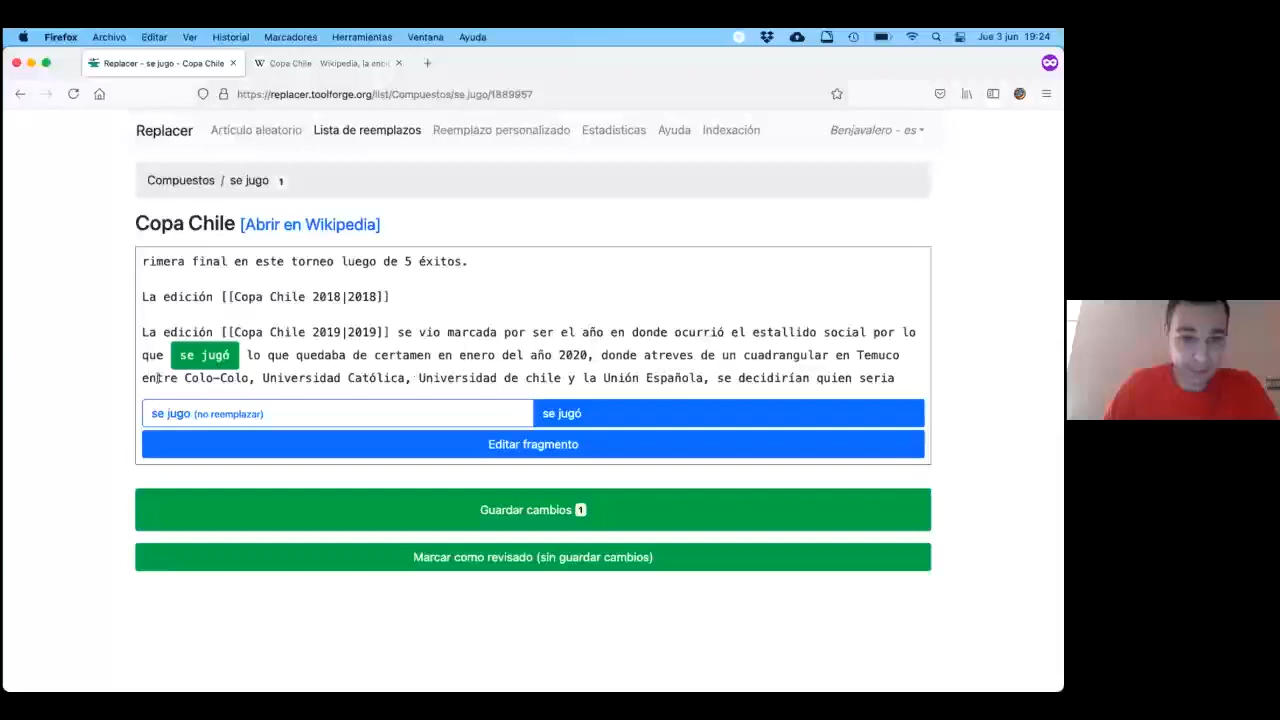 Firefox Archivo Editar Ver Historial Marcadores Herramientas Ventana Ayuda Jue 3 jun 19:24
Replacer - se jugo - Copa Chile Copa Chile Wikipedia, la enci
https://replacer.toolforge.org/list/Compuestos/se jugo/1889957
Replacer Artículo aleatorio Lista de reemplazos Reemplazo personalizado Estadísticas Ayuda Indexación Benjavalero - es
Compuestos / se jugo 1
Copa Chile [Abrir en Wikipedia]
rimera final en este torneo luego de 5 éxitos.
La edición [[Copa Chile 2018|2018]]
La edición [[Copa Chile 2019|2019]] se vio marcada por ser el año en donde ocurrió el estallido social por lo
que se jugó lo que quedaba de certamen en enero del año 2020, donde atreves de un cuadrangular en Temuco
entre Colo-Colo, Universidad Católica, Universidad de chile y la Unión Española, se decidirían quien seria
se jugo (no reemplazar) se jugó
Editar fragmento
Guardar cambios 1
Marcar como revisado (sin guardar cambios)